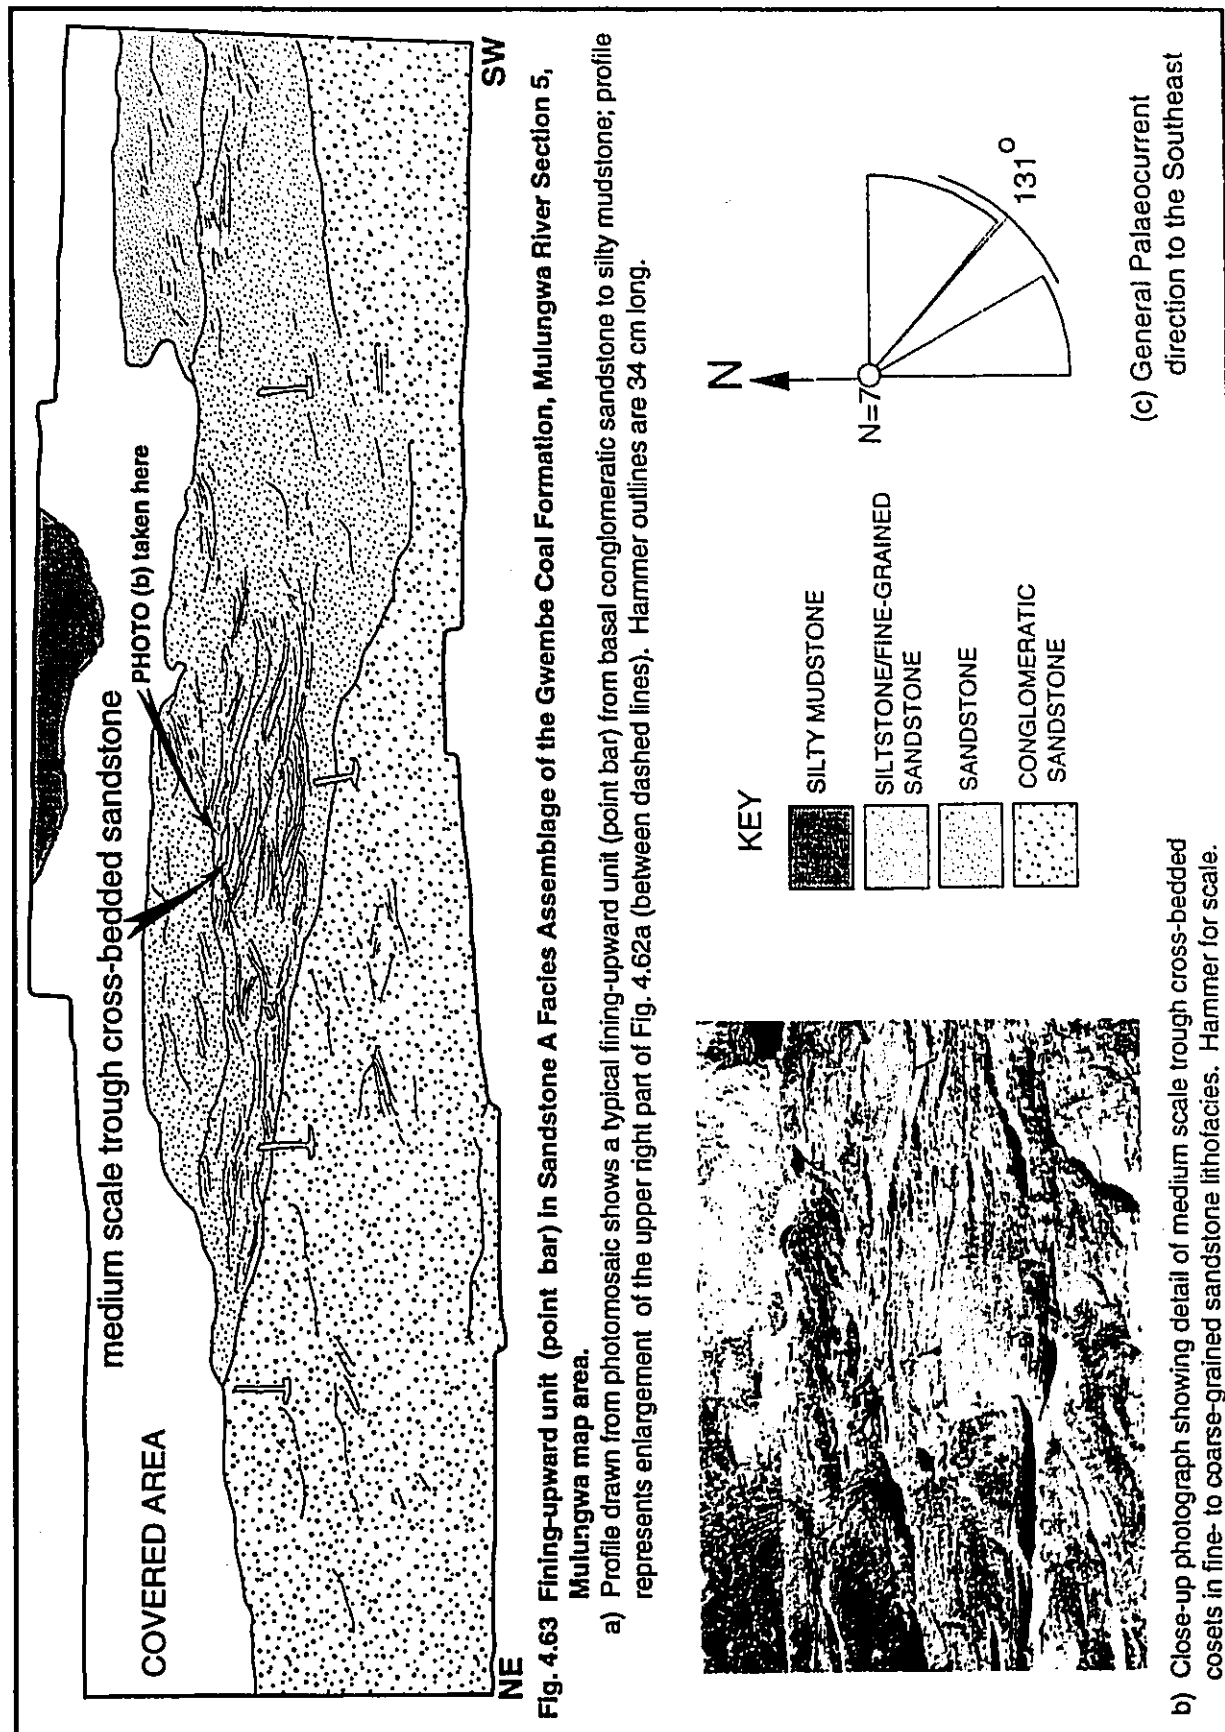 COVERED AREA
medium scale trough cross-bedded sandstone
PHOTO (b) taken here
NE
SW
Fig. 4.63 Fining-upward unit (point bar) in Sandstone A Facies Assemblage of the Gwembe Coal Formation, Mulungwa River Section 5,
Mulungwa map area.
a) Profile drawn from photomosaic shows a typical fining-upward unit (point bar) from basal conglomeratic sandstone to silty mudstone; profile
represents enlargement of the upper right part of Fig. 4.62a (between dashed lines). Hammer outlines are 34 cm long.
KEY
SILTY MUDSTONE
SILTSTONE/FINE-GRAINED
SANDSTONE
SANDSTONE
CONGLOMERATIC
SANDSTONE
N
N=7
131°
(c) General Palaeocurrent
direction to the Southeast
b) Close-up photograph showing detail of medium scale trough cross-bedded
cosets in fine- to coarse-grained sandstone lithofacies. Hammer for scale.